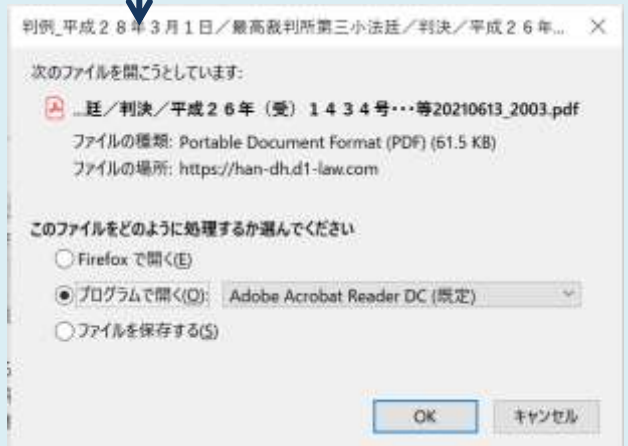 判例_平成２８年３月１日／最高裁判所第三小法廷／判決／平成２６年...
次のファイルを開こうとしています:
...廷／判決／平成２６年（受）１４３４号・・・等20210613_2003.pdf
ファイルの種類: Portable Document Format (PDF) (61.5 KB)
ファイルの場所: https://han-dh.d1-law.com
このファイルをどのように処理するか選んでください
Firefox で開く(E)
プログラムで開く(O): Adobe Acrobat Reader DC (既定)
ファイルを保存する(S)
OK キャンセル